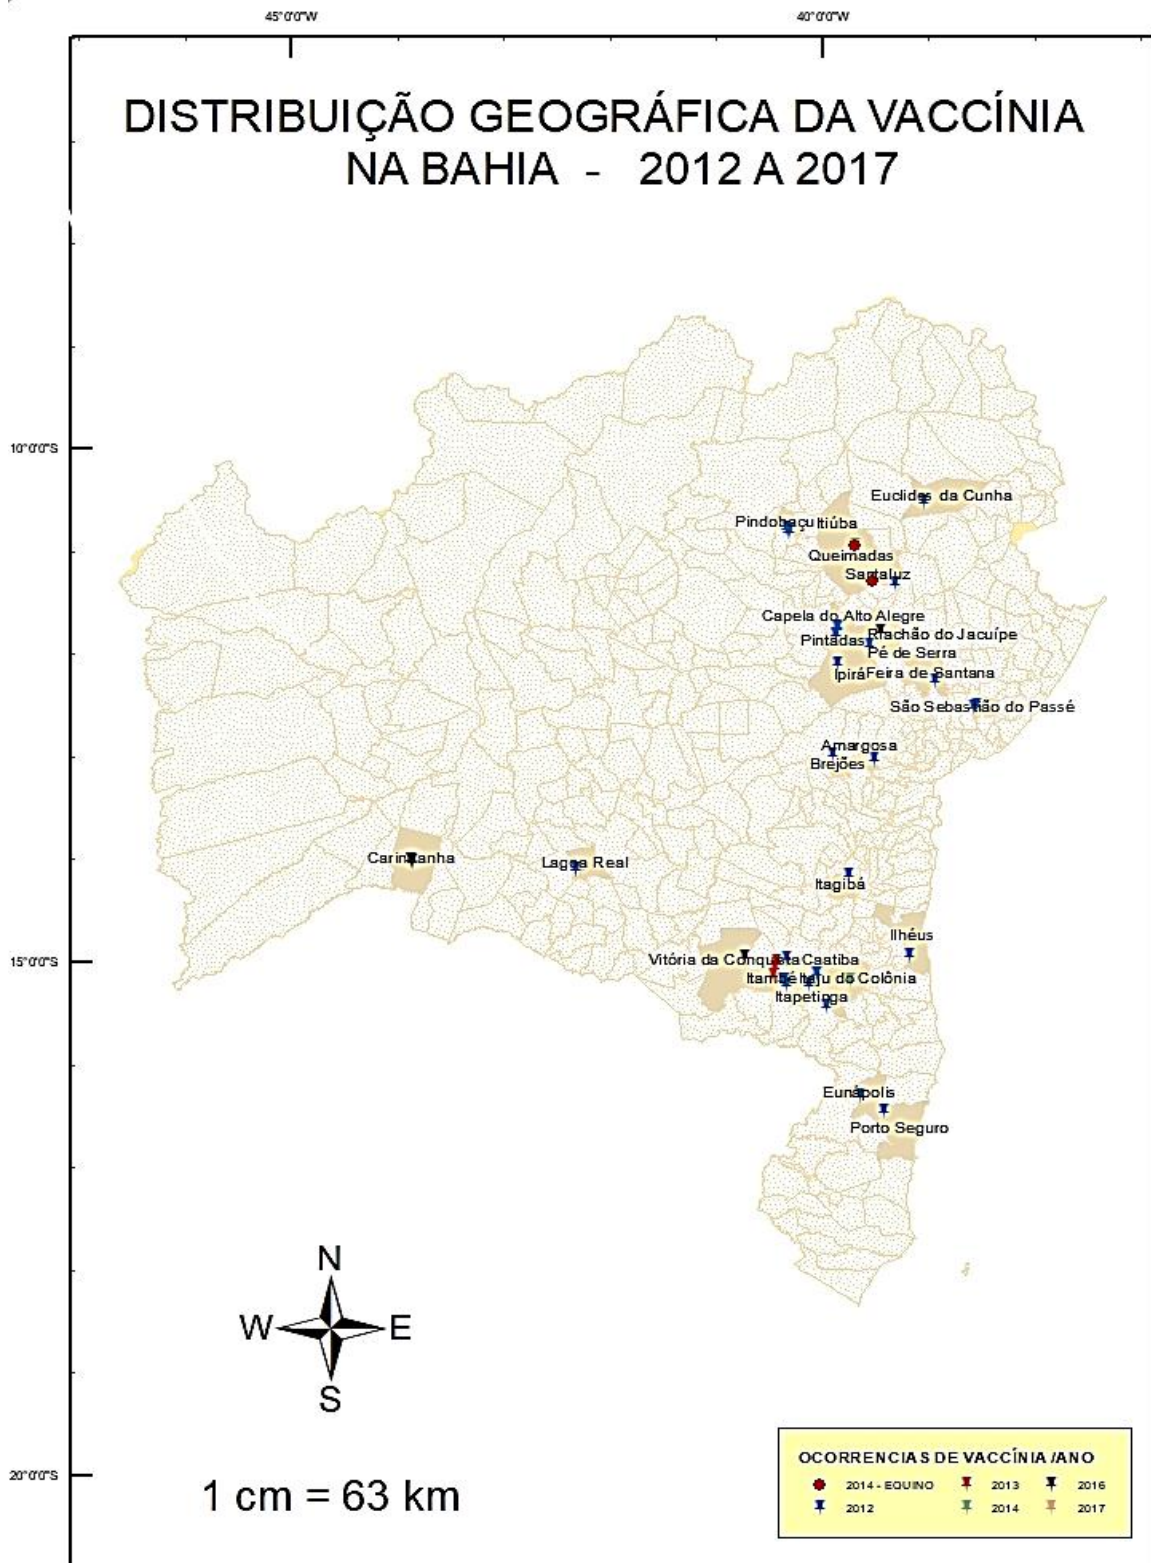 45°0'0"W 40°0'0"W
DISTRIBUIÇÃO GEOGRÁFICA DA VACCÍNIA
NA BAHIA - 2012 A 2017
10°0'0"S
Euclides da Cunha
Pindobaçu Itiúba
Queimadas
Santaluz
Capela do Alto Alegre
Riachão do Jacuípe
Pintadas
Pé de Serra
Ipirá Feira de Santana
São Sebastião do Passé
Amargosa
Brejões
Carinhanha
Lagoa Real
Itagibá
Ilhéus
15°0'0"S
Vitória da Conquista Caatiba
Itambé Itaju do Colônia
Itapetinga
Eunápolis
Porto Seguro
N
W E
S
20°0'0"S
1 cm = 63 km
OCORRENCIAS DE VACCÍNIA /ANO
2014 - EQUINO 2013 2016
2012 2014 2017